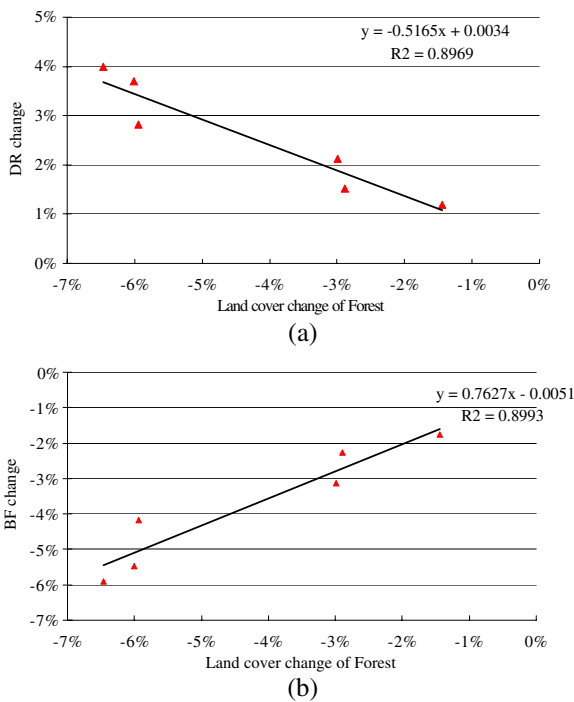 5%
y = -0.5165x + 0.0034
R2 = 0.8969
4%
3%
2%
1%
0%
DR change
-7% -6% -5% -4% -3% -2% -1% 0%
Land cover change of Forest
(a)
0%
y = 0.7627x - 0.0051
R2 = 0.8993
-1%
-2%
-3%
-4%
-5%
-6%
-7%
BF change
-7% -6% -5% -4% -3% -2% -1% 0%
Land cover change of Forest
(b)